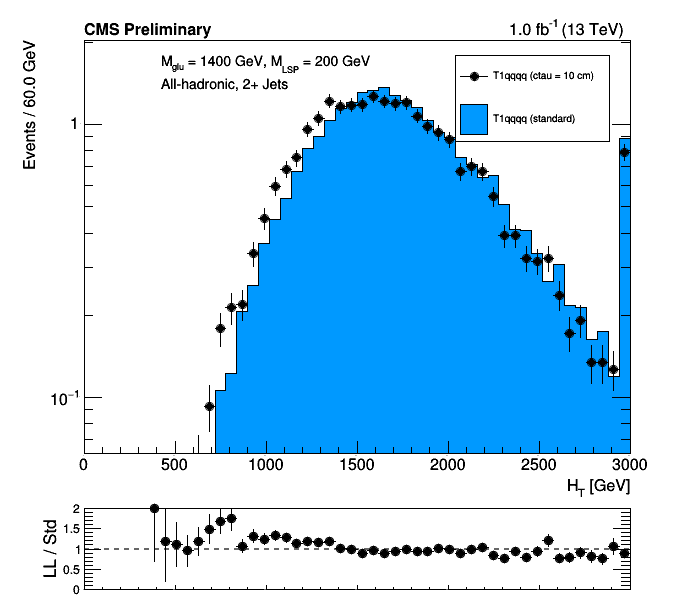 CMS Preliminary 1.0 fb⁻¹ (13 TeV)
Events / 60.0 GeV
M_glu = 1400 GeV, M_LSP = 200 GeV
All-hadronic, 2+ Jets
T1qqqq (ctau = 10 cm)
T1qqqq (standard)
1
10⁻¹
0 500 1000 1500 2000 2500 3000
H_T [GeV]
LL / Std
2
1.5
1
0.5
0